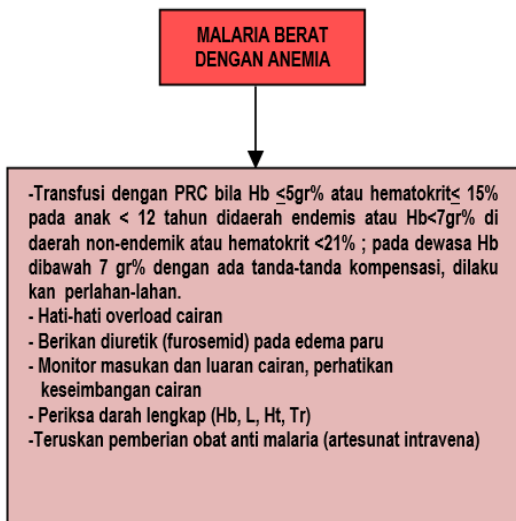 MALARIA BERAT
DENGAN ANEMIA
-Transfusi dengan PRC bila Hb ≤5gr% atau hematokrit≤ 15%
pada anak < 12 tahun didaerah endemis atau Hb<7gr% di
daerah non-endemik atau hematokrit <21% ; pada dewasa Hb
dibawah 7 gr% dengan ada tanda-tanda kompensasi, dilaku
kan perlahan-lahan.
- Hati-hati overload cairan
- Berikan diuretik (furosemid) pada edema paru
- Monitor masukan dan luaran cairan, perhatikan
keseimbangan cairan
- Periksa darah lengkap (Hb, L, Ht, Tr)
-Teruskan pemberian obat anti malaria (artesunat intravena)